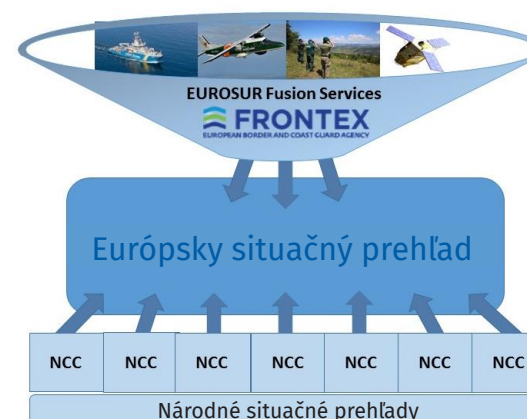 EUROSUR Fusion Services
FRONTEX
EUROPEAN BORDER AND COAST GUARD AGENCY
Európsky situačný prehľad
NCC NCC NCC NCC NCC NCC NCC
Národné situačné prehľady